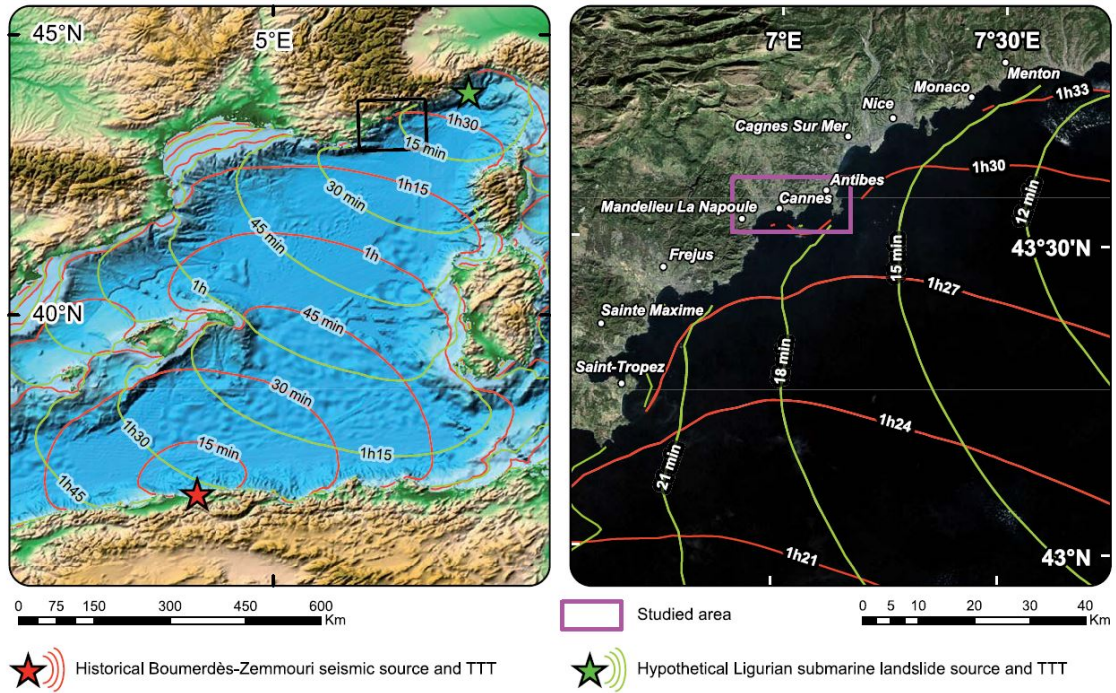 45°N
5°E
40°N
1h30
15 min
1h15
30 min
45 min
1h
1h
45 min
30 min
15 min
1h30
1h15
1h45
7°E
7°30'E
Menton
Monaco
1h33
Nice
Cagnes Sur Mer
1h30
Antibes
Cannes
Mandelieu La Napoule
12 min
43°30'N
15 min
Frejus
1h27
Sainte Maxime
18 min
Saint-Tropez
1h24
21 min
1h21
43°N
0 75 150 300 450 600
Km
Studied area
0 5 10 20 30 40
Km
Historical Boumerdès-Zemmouri seismic source and TTT
Hypothetical Ligurian submarine landslide source and TTT